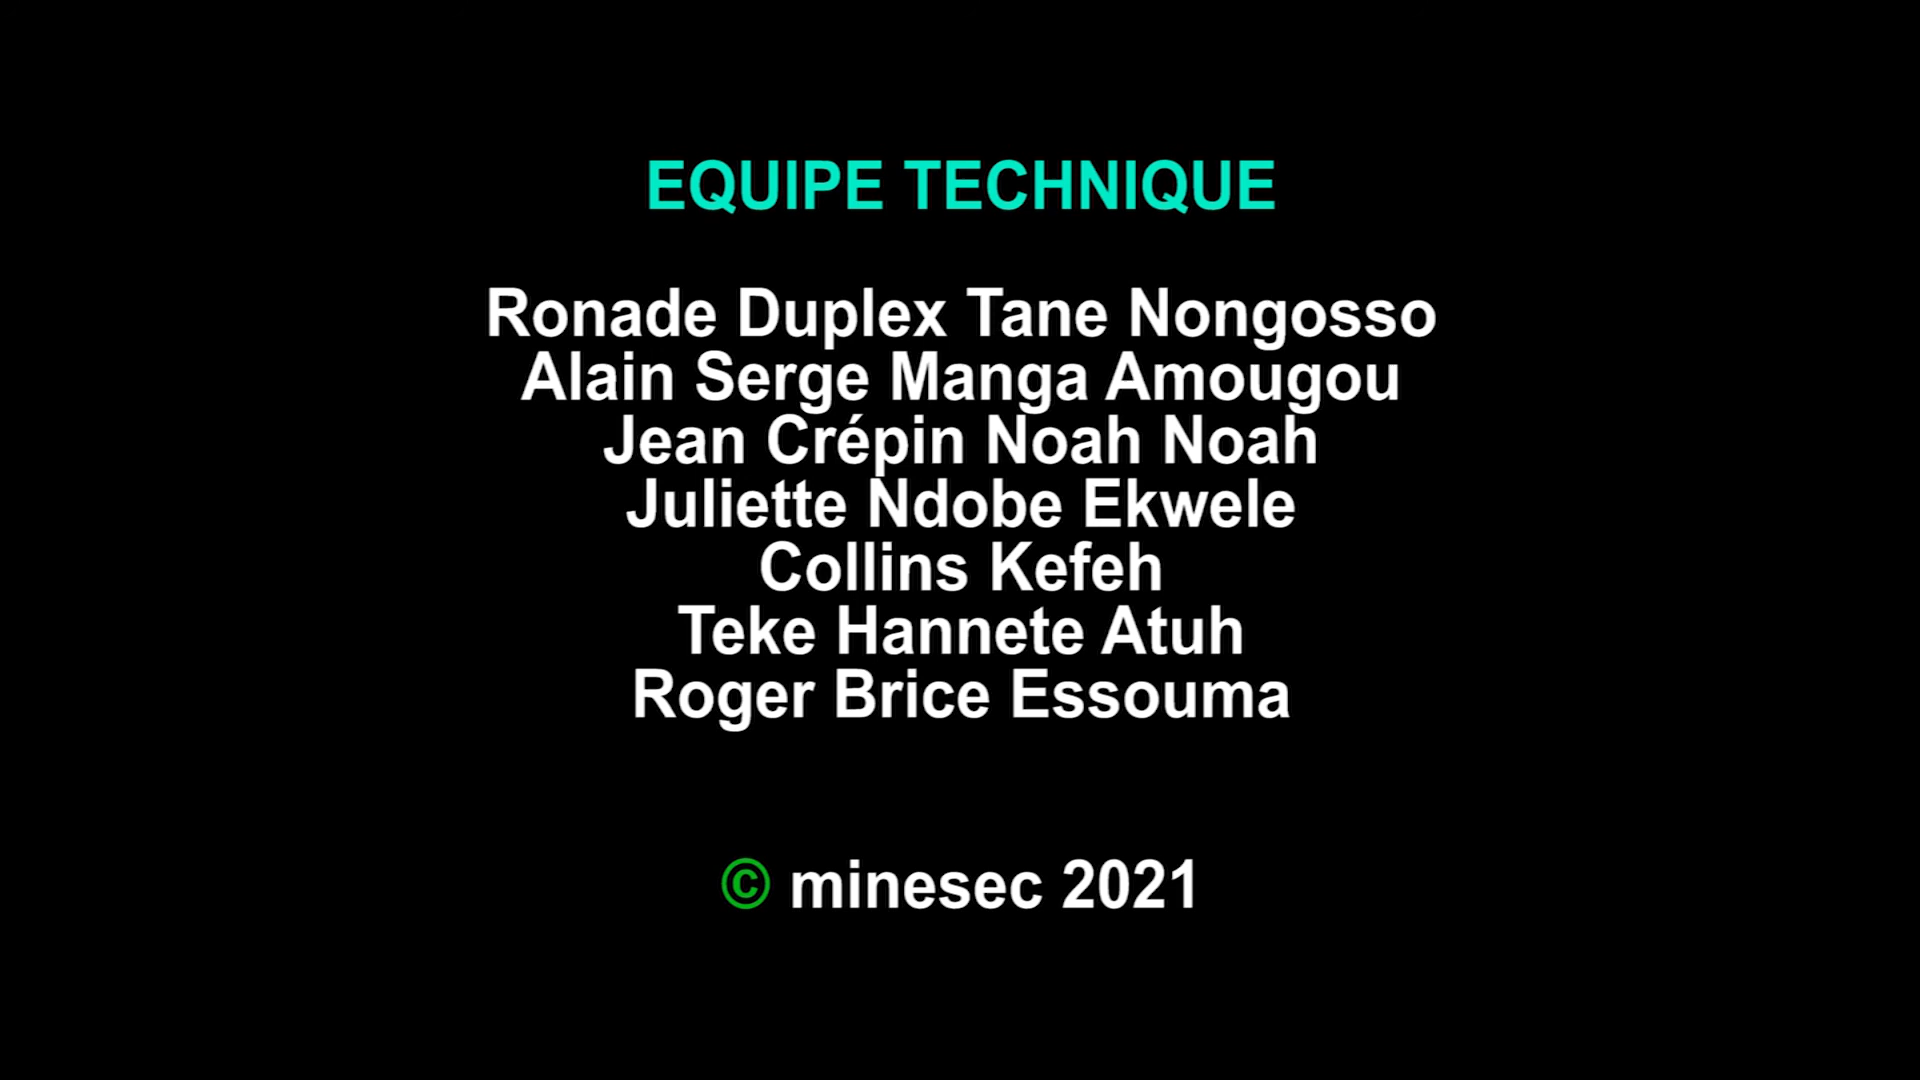 EQUIPE TECHNIQUE
Ronade Duplex Tane Nongosso
Alain Serge Manga Amougou
Jean Crépin Noah Noah
Juliette Ndobe Ekwele
Collins Kefeh
Teke Hannete Atuh
Roger Brice Essouma
© minesec 2021